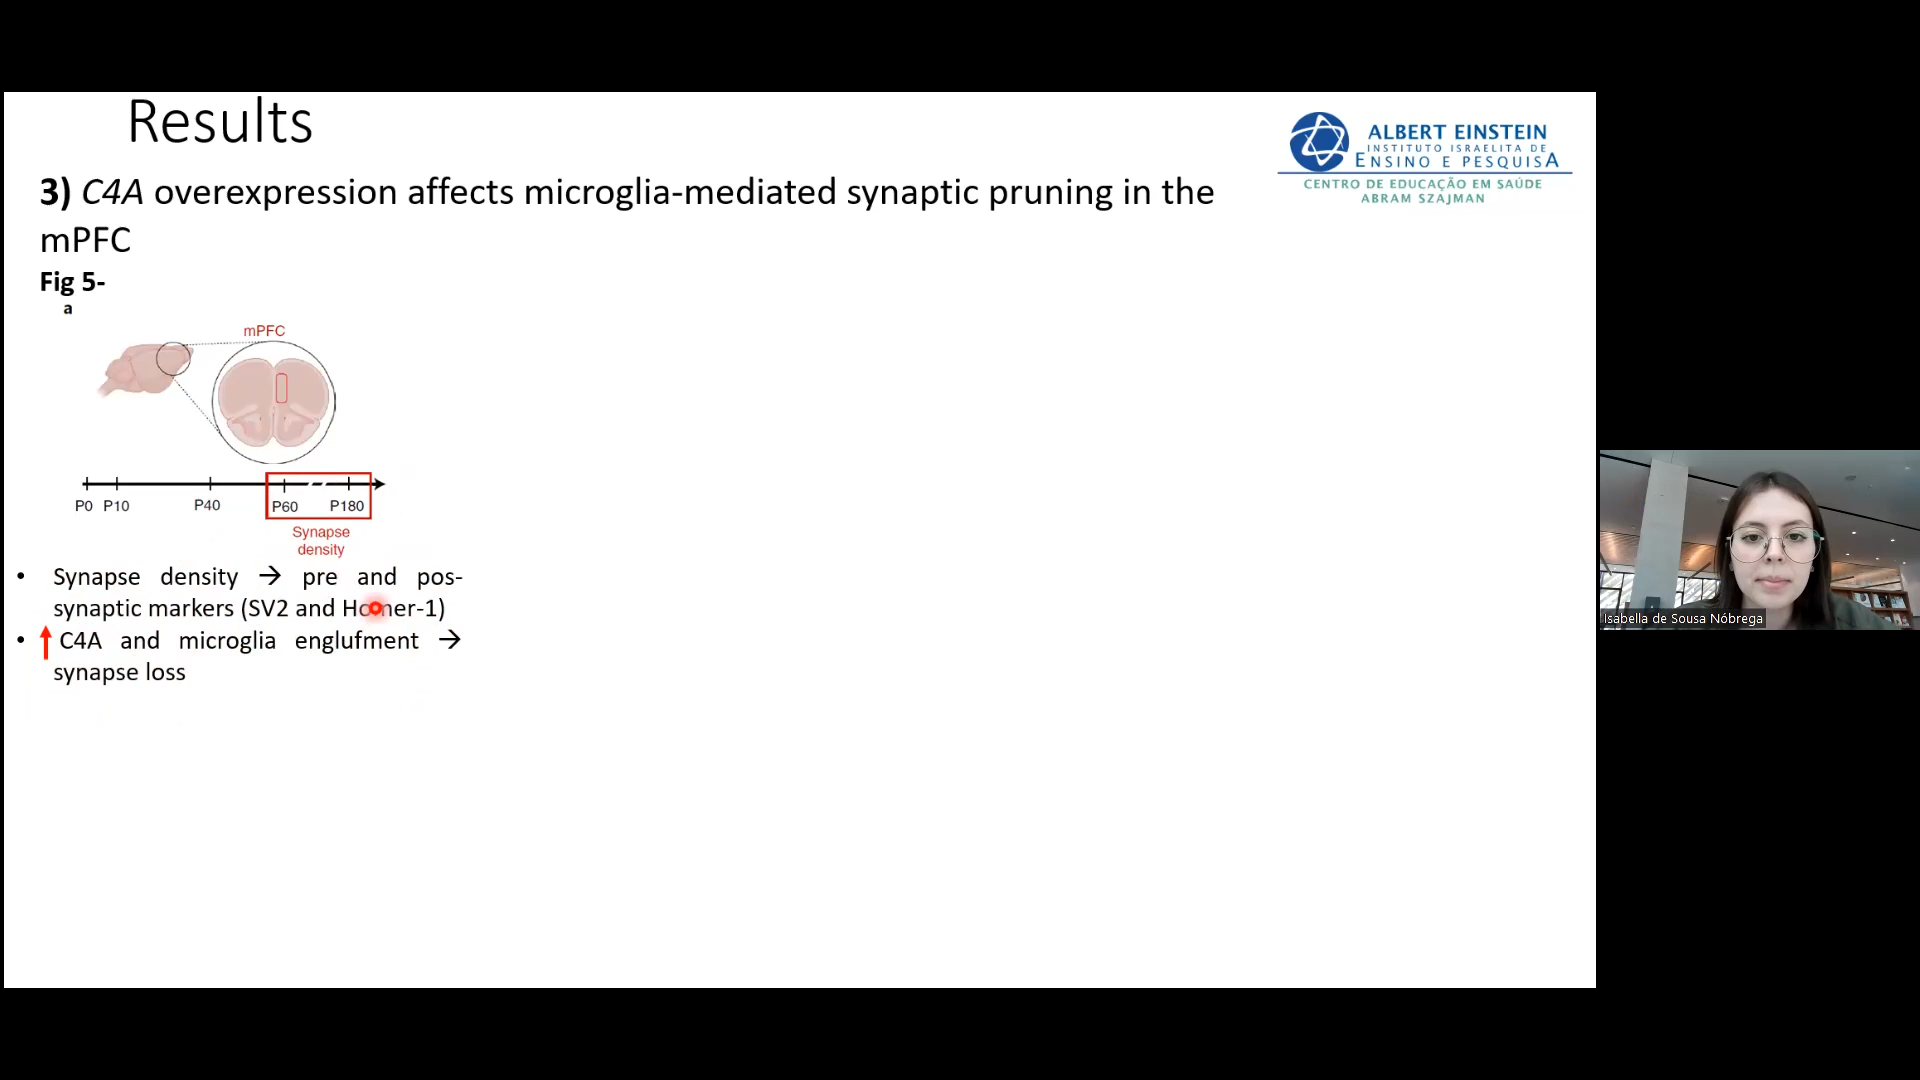 Results
ALBERT EINSTEIN
INSTITUTO ISRAELITA DE
ENSINO E PESQUISA
CENTRO DE EDUCAÇÃO EM SAÚDE
ABRAM SZAJMAN
3) C4A overexpression affects microglia-mediated synaptic pruning in the
mPFC
Fig 5-
a
mPFC
P0 P10 P40 P60 P180
Synapse
density
• Synapse density → pre and pos-
synaptic markers (SV2 and Homer-1)
• ↑ C4A and microglia englufment →
synapse loss
Isabella de Sousa Nóbrega